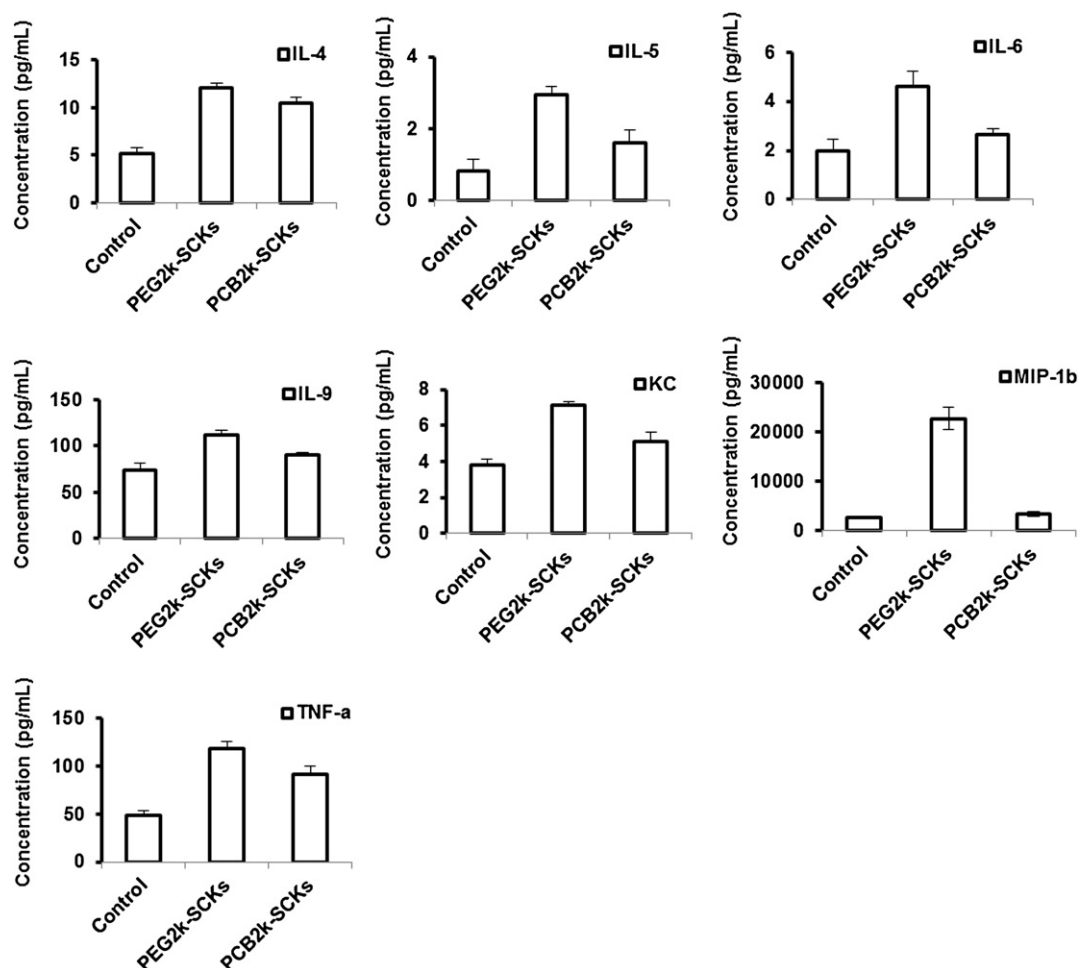 Concentration (pg/mL)
IL-4
15
10
5
0
Control
PEG2k-SCKs
PCB2k-SCKs
Concentration (pg/mL)
IL-5
4
2
0
Control
PEG2k-SCKs
PCB2k-SCKs
Concentration (pg/mL)
IL-6
6
4
2
0
Control
PEG2k-SCKs
PCB2k-SCKs
Concentration (pg/mL)
IL-9
150
100
50
0
Control
PEG2k-SCKs
PCB2k-SCKs
Concentration (pg/mL)
KC
8
6
4
2
0
Control
PEG2k-SCKs
PCB2k-SCKs
Concentration (pg/mL)
MIP-1b
30000
20000
10000
0
Control
PEG2k-SCKs
PCB2k-SCKs
Concentration (pg/mL)
TNF-a
150
100
50
0
Control
PEG2k-SCKs
PCB2k-SCKs